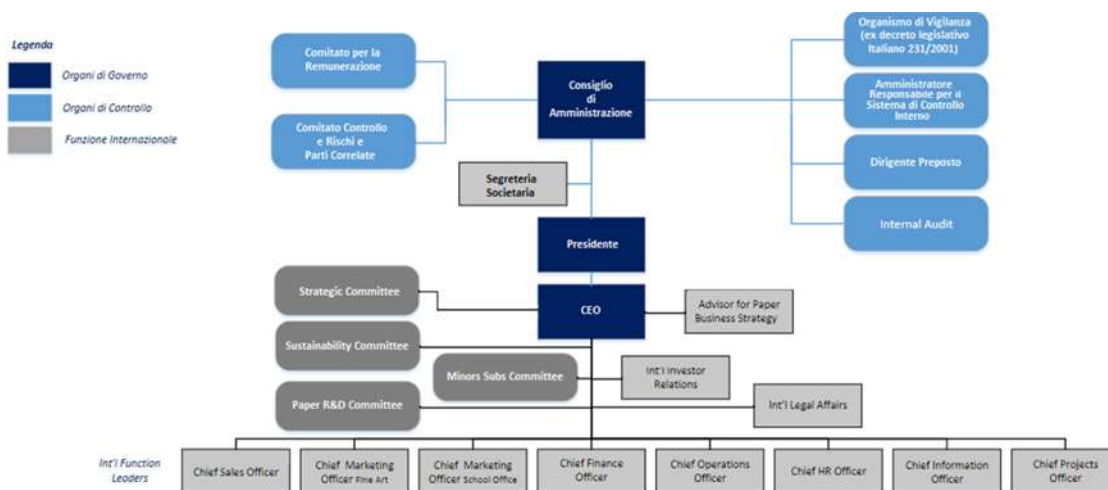 Legenda
Organi di Governo
Organi di Controllo
Funzione Internazionale
Comitato per la
Remunerazione
Comitato Controllo
e Rischi e
Parti Correlate
Consiglio
di
Amministrazione
Organismo di Vigilanza
(ex decreto legislativo
Italiano 231/2001)
Amministratore
Responsabile per il
Sistema di Controllo
Interno
Dirigente Preposto
Internal Audit
Segreteria
Societaria
Presidente
Strategic Committee
CEO
Advisor for Paper
Business Strategy
Sustainability Committee
Minors Subs Committee
Int'l Investor
Relations
Paper R&D Committee
Int'l Legal Affairs
Int'l Function
Leaders
Chief Sales Officer
Chief Marketing
Officer Fine Art
Chief Marketing
Officer School Office
Chief Finance
Officer
Chief Operations
Officer
Chief HR Officer
Chief Information
Officer
Chief Projects
Officer